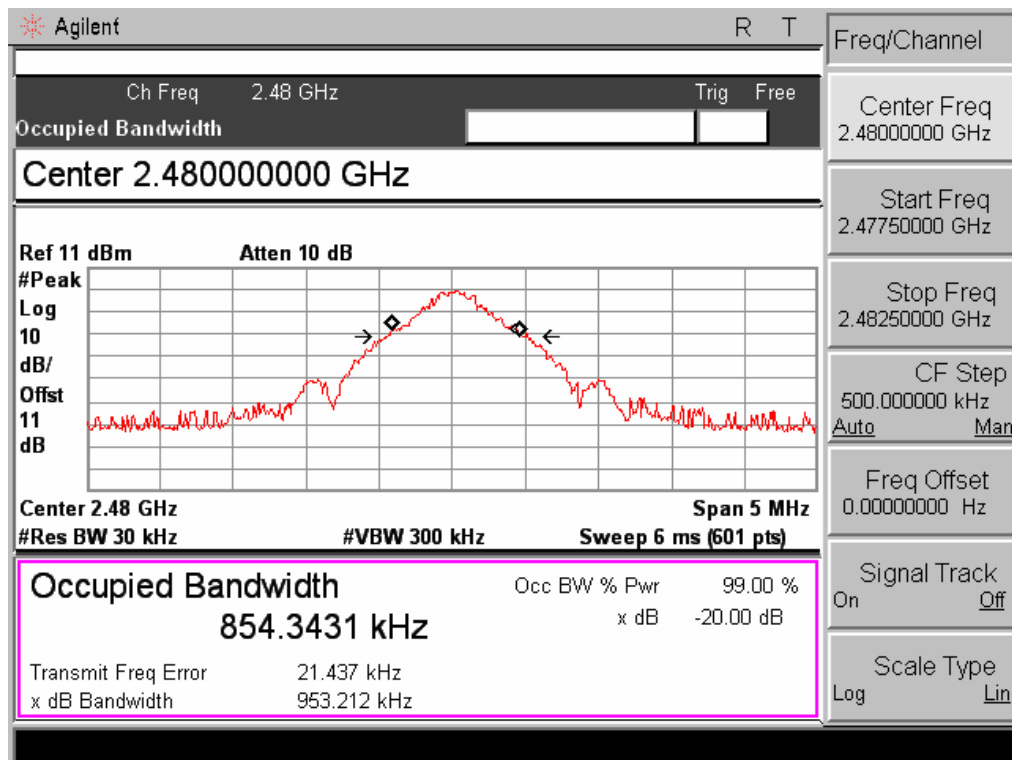 Agilent R T
Ch Freq 2.48 GHz Trig Free
Occupied Bandwidth
Center 2.480000000 GHz
Ref 11 dBm Atten 10 dB
#Peak
Log
10
dB/
Offst
11
dB
Center 2.48 GHz Span 5 MHz
#Res BW 30 kHz #VBW 300 kHz Sweep 6 ms (601 pts)
Occupied Bandwidth Occ BW % Pwr 99.00 %
854.3431 kHz x dB -20.00 dB
Transmit Freq Error 21.437 kHz
x dB Bandwidth 953.212 kHz
Freq/Channel
Center Freq
2.48000000 GHz
Start Freq
2.47750000 GHz
Stop Freq
2.48250000 GHz
CF Step
500.000000 kHz
Auto Man
Freq Offset
0.00000000 Hz
Signal Track
On Off
Scale Type
Log Lin